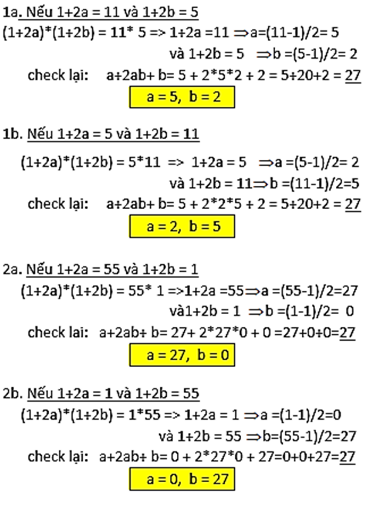 1a. Nếu 1+2a = 11 và 1+2b = 5
(1+2a)*(1+2b) = 11* 5 => 1+2a =11 ⇒a=(11-1)/2= 5
và 1+2b = 5 ⇒b =(5-1)/2= 2
check lại: a+2ab+ b= 5 + 2*5*2 + 2 = 5+20+2 = 27
a = 5, b = 2
1b. Nếu 1+2a = 5 và 1+2b = 11
(1+2a)*(1+2b) = 5*11 => 1+2a = 5 ⇒a =(5-1)/2= 2
và 1+2b = 11⇒b =(11-1)/2=5
check lại: a+2ab+ b= 5 + 2*2*5 + 2 = 5+20+2 = 27
a = 2, b = 5
2a. Nếu 1+2a = 55 và 1+2b = 1
(1+2a)*(1+2b) = 55* 1 =>1+2a =55⇒a =(55-1)/2=27
và1+2b = 1 ⇒b =(1-1)/2= 0
check lai: a+2ab+ b= 27+ 2*27*0 + 0 =27+0+0=27
a = 27, b = 0
2b. Nếu 1+2a = 1 và 1+2b = 55
(1+2a)*(1+2b) = 1*55 => 1+2a = 1 ⇒a =(1-1)/2=0
và 1+2b = 55 ⇒b=(55-1)/2=27
check lại: a+2ab+ b= 0 + 2*27*0 + 27=0+0+27=27
a = 0, b = 27